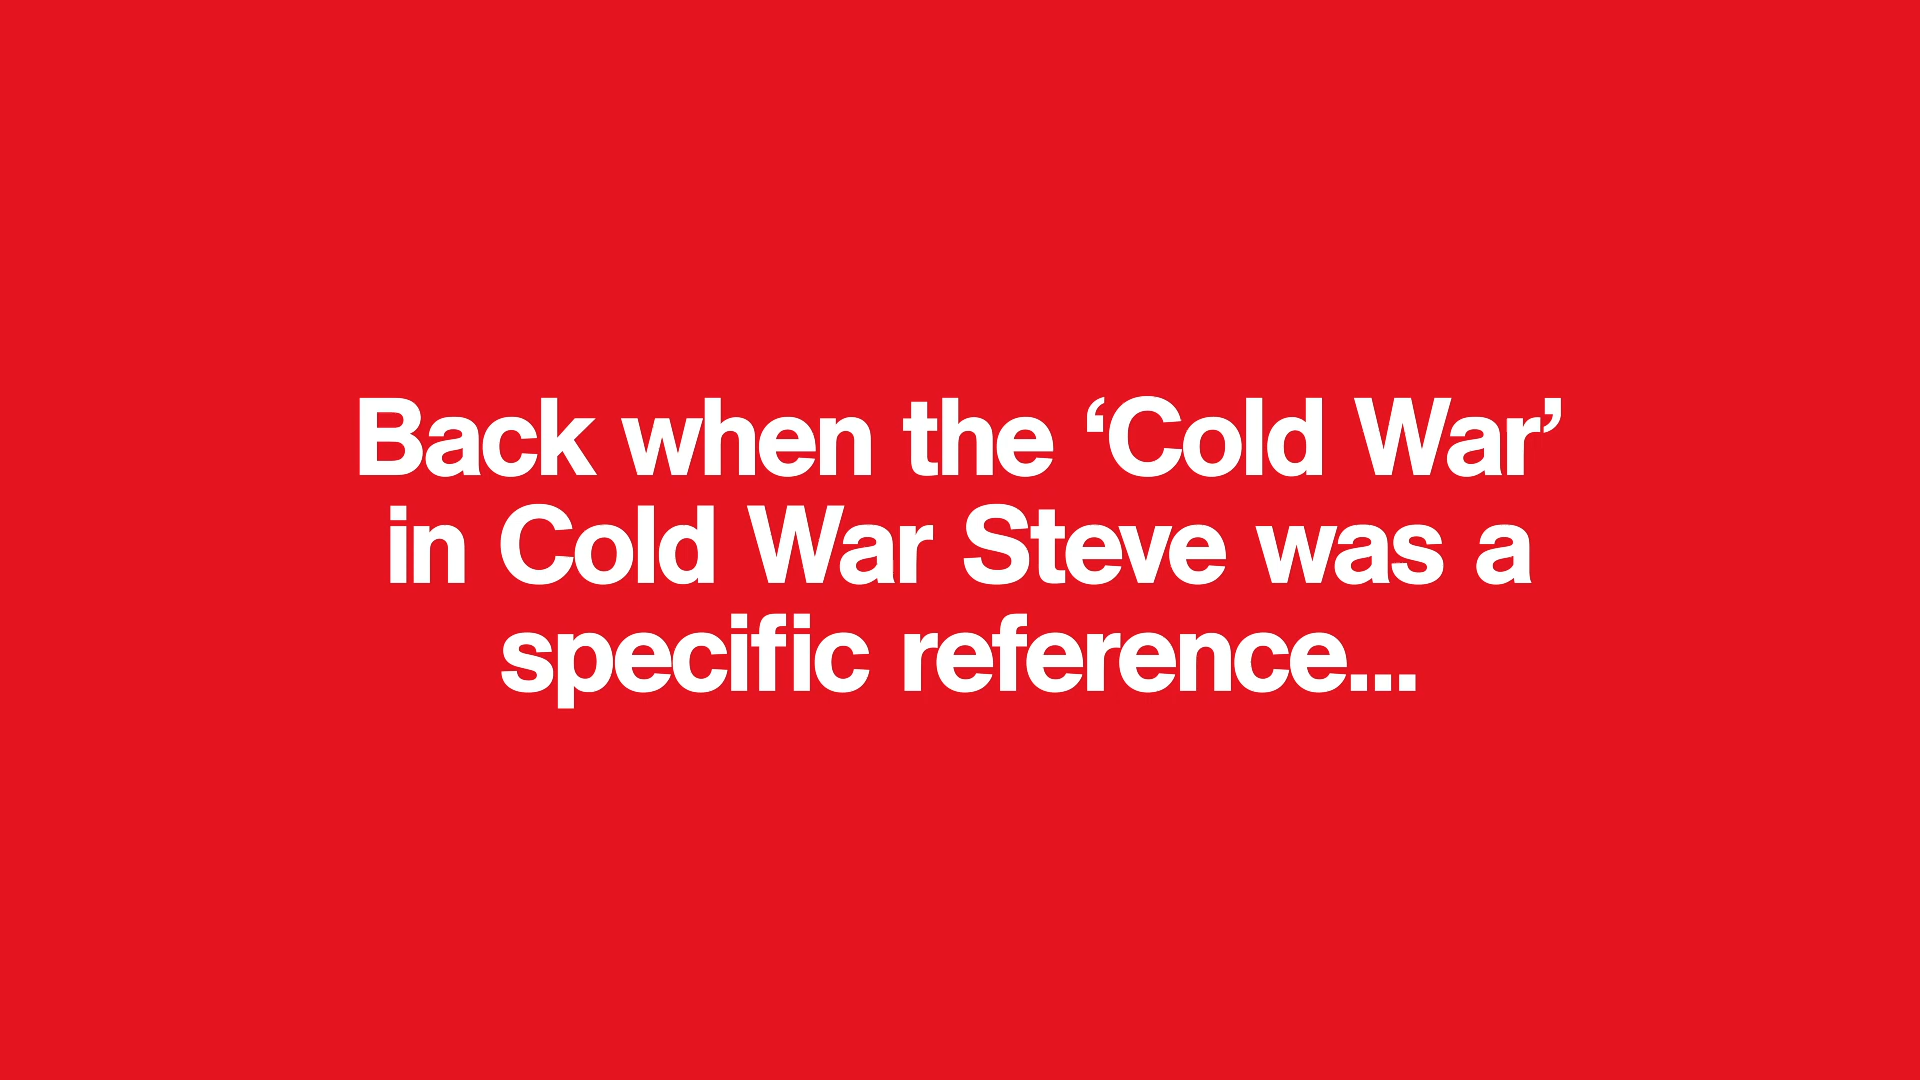 Back when the ‘Cold War’
in Cold War Steve was a
specific reference...